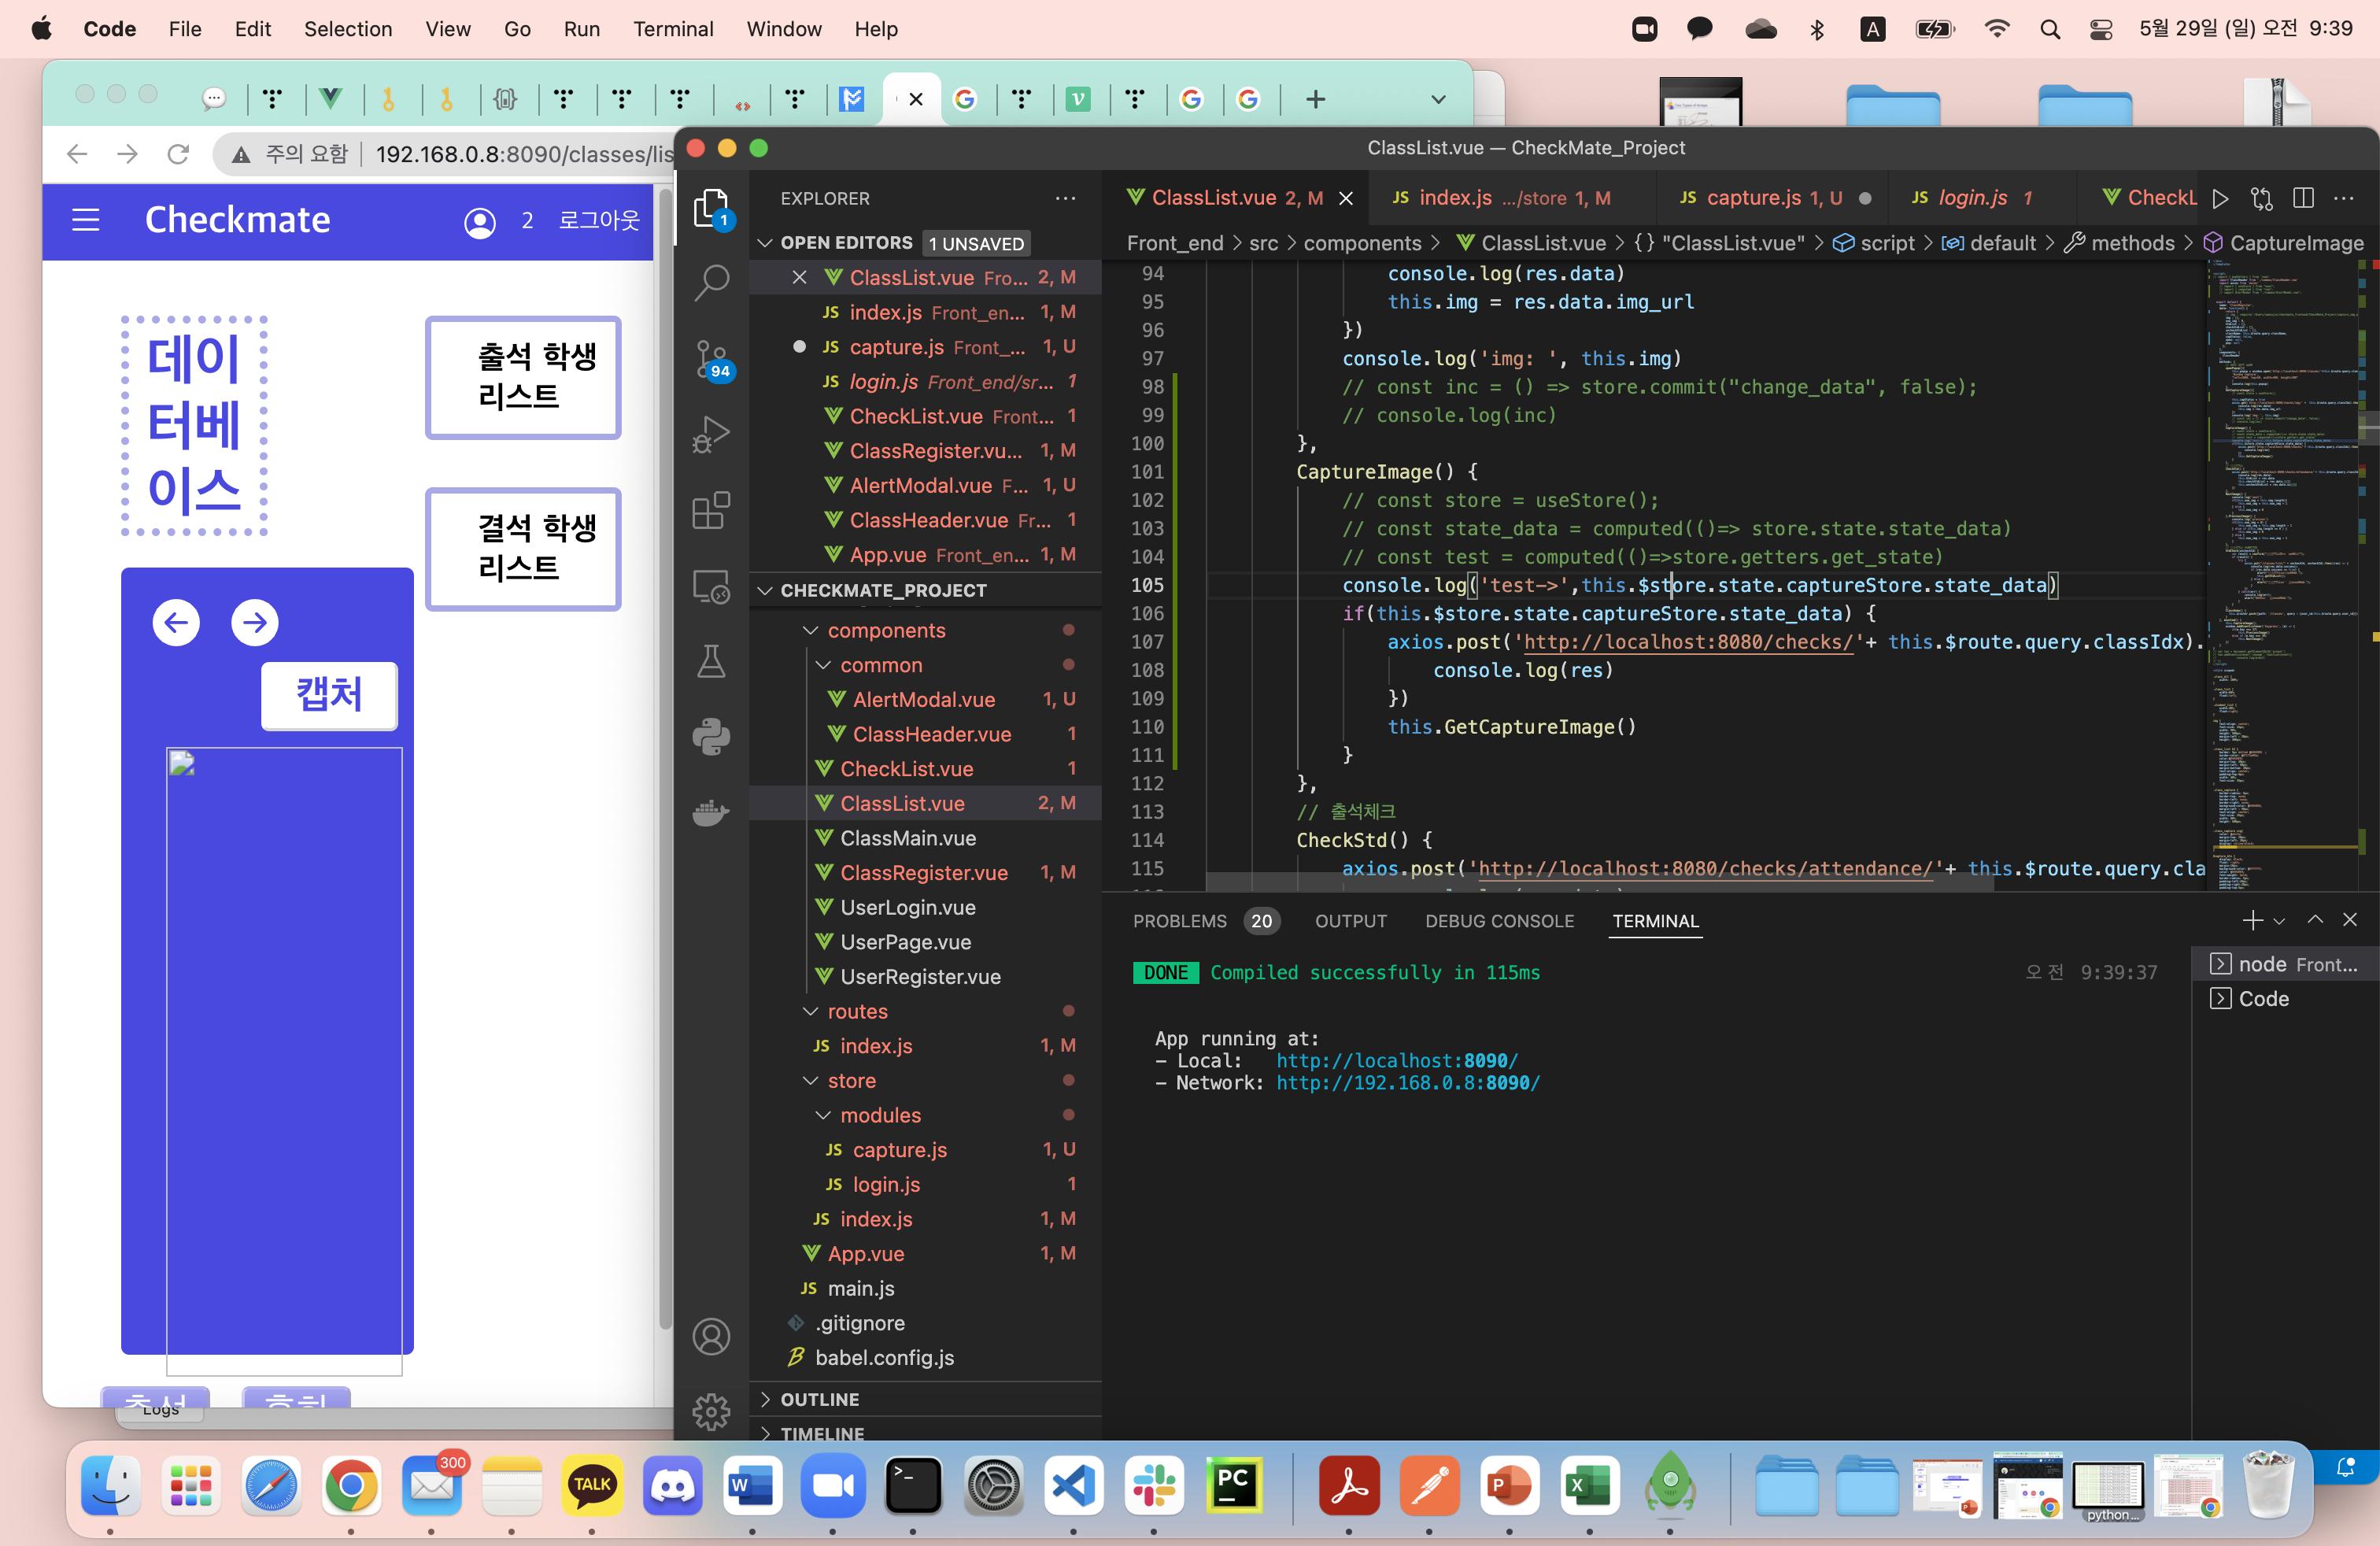 Code File Edit Selection View Go Run Terminal Window Help
A
5월 29일 (일) 오전 9:39
주의 요함 192.168.0.8:8090/classes/lis
Checkmate
2 로그아웃
데이
터베
이스
출석 학생
리스트
결석 학생
리스트
캡처
Logs
ClassList.vue — CheckMate_Project
1
94
EXPLORER
OPEN EDITORS 1 UNSAVED
ClassList.vue Fro... 2, M
index.js Front_en... 1, M
capture.js Front_... 1, U
login.js Front_end/sr... 1
CheckList.vue Front... 1
ClassRegister.vu... 1, M
AlertModal.vue F... 1, U
ClassHeader.vue Fr... 1
App.vue Front_en... 1, M
CHECKMATE_PROJECT
components
common
AlertModal.vue 1, U
ClassHeader.vue 1
CheckList.vue 1
ClassList.vue 2, M
ClassMain.vue
ClassRegister.vue 1, M
UserLogin.vue
UserPage.vue
UserRegister.vue
routes
JS index.js 1, M
store
modules
JS capture.js 1, U
JS login.js 1
JS index.js 1, M
App.vue 1, M
JS main.js
.gitignore
babel.config.js
OUTLINE
TIMELINE
ClassList.vue 2, M JS index.js .../store 1, M JS capture.js 1, U JS login.js 1 CheckL
Front_end > src > components > ClassList.vue > {} "ClassList.vue" > script > default > methods > CaptureImage
94 console.log(res.data)
95 this.img = res.data.img_url
96 })
97 console.log('img: ', this.img)
98 // const inc = () => store.commit("change_data", false);
99 // console.log(inc)
100 },
101 CaptureImage() {
102 // const store = useStore();
103 // const state_data = computed(()=> store.state.state_data)
104 // const test = computed(()=>store.getters.get_state)
105 console.log('test->',this.$store.state.captureStore.state_data)
106 if(this.$store.state.captureStore.state_data) {
107 axios.post('http://localhost:8080/checks/'+ this.$route.query.classIdx).
108 console.log(res)
109 })
110 this.GetCaptureImage()
111 }
112 },
113 // 출석체크
114 CheckStd() {
115 axios.post('http://localhost:8080/checks/attendance/'+ this.$route.query.cla
PROBLEMS 20 OUTPUT DEBUG CONSOLE TERMINAL
DONE Compiled successfully in 115ms 오전 9:39:37
App running at:
- Local: http://localhost:8090/
- Network: http://192.168.0.8:8090/
node Front...
Code
300
TALK
W
PC
P
X
python...